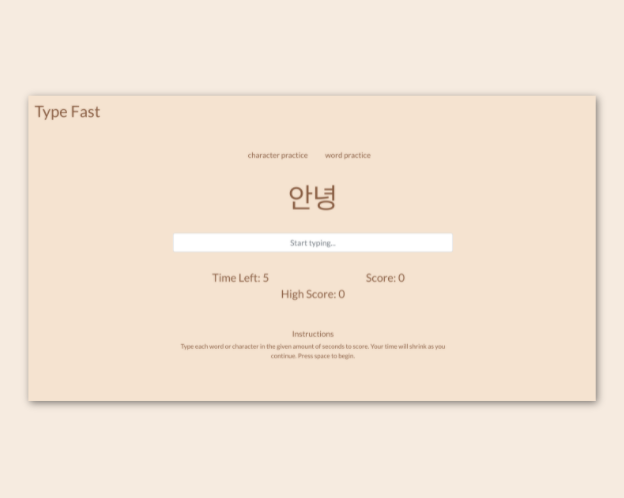 Type Fast
character practice word practice
안녕
Start typing...
Time Left: 5 Score: 0
High Score: 0
Instructions
Type each word or character in the given amount of seconds to score. Your time will shrink as you
continue. Press space to begin.